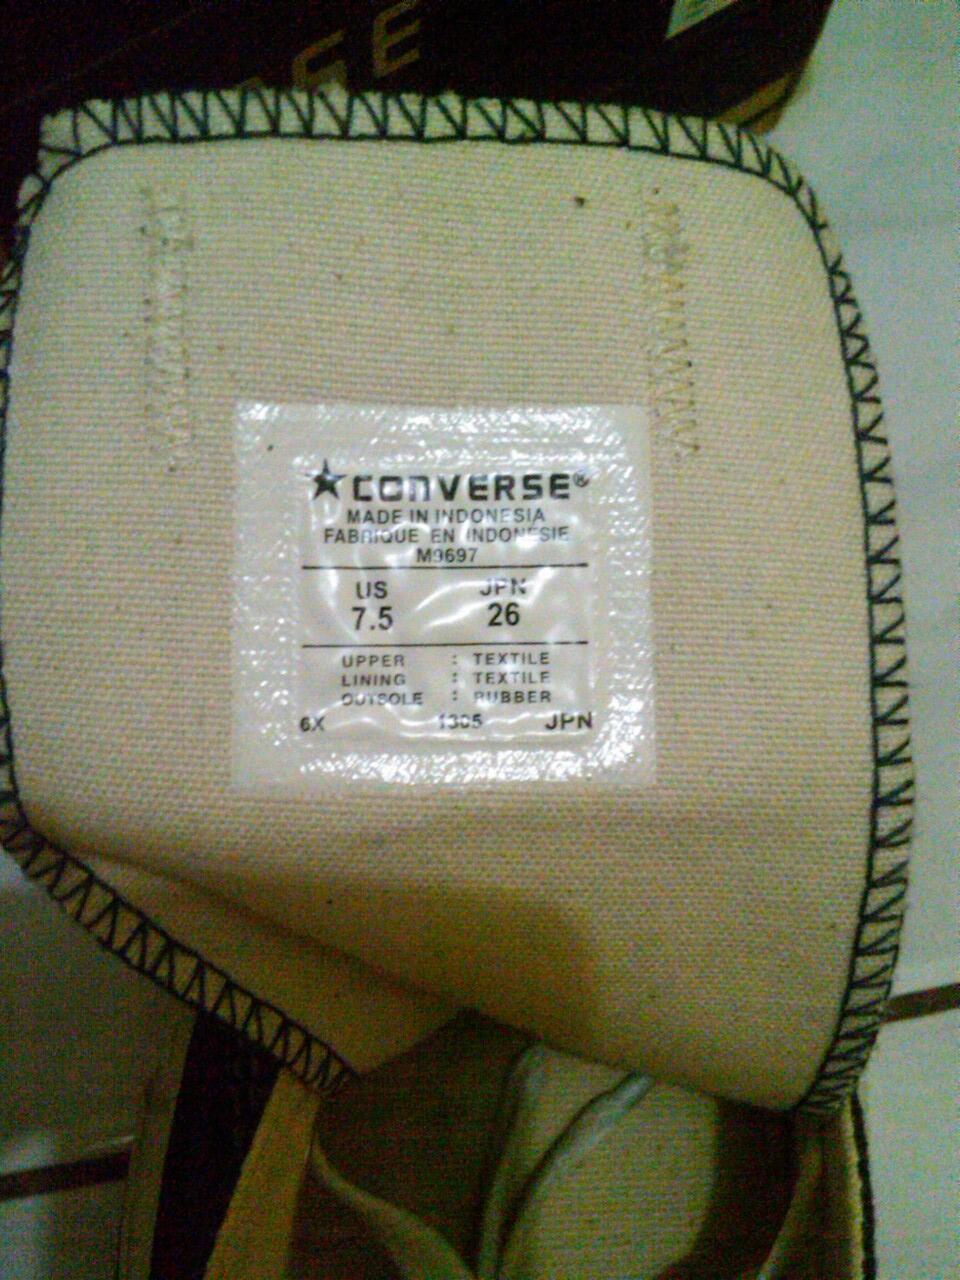 CONVERSE®
MADE IN INDONESIA
FABRIQUE EN INDONESIE
M9697
US JPN
7.5 26
UPPER : TEXTILE
LINING : TEXTILE
OUTSOLE : RUBBER
6X 1305 JPN